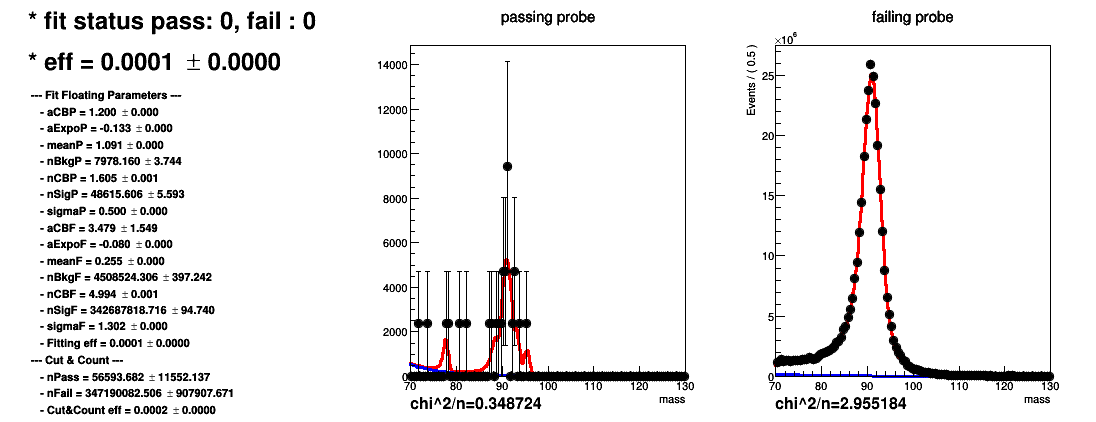 * fit status pass: 0, fail : 0
* eff = 0.0001 ± 0.0000
--- Fit Floating Parameters ---
- aCBP = 1.200 ± 0.000
- aExpoP = -0.133 ± 0.000
- meanP = 1.091 ± 0.000
- nBkgP = 7978.160 ± 3.744
- nCBP = 1.605 ± 0.001
- nSigP = 48615.606 ± 5.593
- sigmaP = 0.500 ± 0.000
- aCBF = 3.479 ± 1.549
- aExpoF = -0.080 ± 0.000
- meanF = 0.255 ± 0.000
- nBkgF = 4508524.306 ± 397.242
- nCBF = 4.994 ± 0.001
- nSigF = 342687818.716 ± 94.740
- sigmaF = 1.302 ± 0.000
- Fitting eff = 0.0001 ± 0.0000
--- Cut & Count ---
- nPass = 56593.682 ± 11552.137
- nFail = 347190082.506 ± 907907.671
- Cut&Count eff = 0.0002 ± 0.0000
passing probe
14000
12000
10000
8000
6000
4000
2000
0
70 80 90 100 110 120 130
mass
chi^2/n=0.348724
failing probe
×10⁶
Events / ( 0.5 )
25
20
15
10
5
0
70 80 90 100 110 120 130
mass
chi^2/n=2.955184